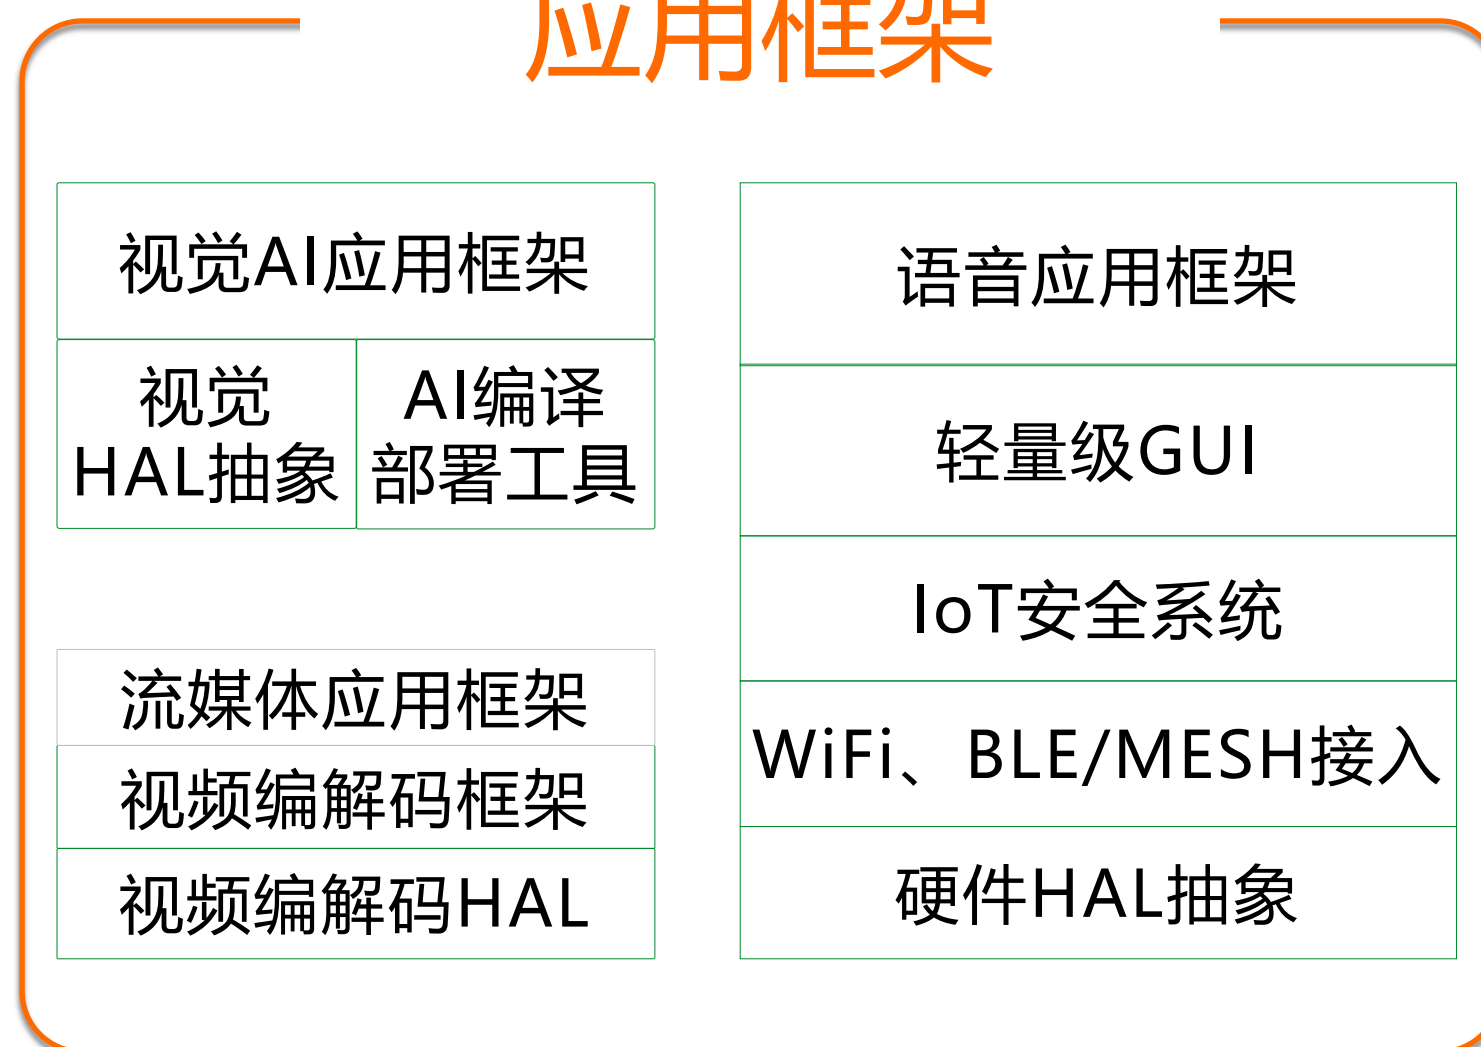 应用框架
视觉AI应用框架
视觉
HAL抽象
AI编译
部署工具
流媒体应用框架
视频编解码框架
视频编解码HAL
语音应用框架
轻量级GUI
IoT安全系统
WiFi、BLE/MESH接入
硬件HAL抽象